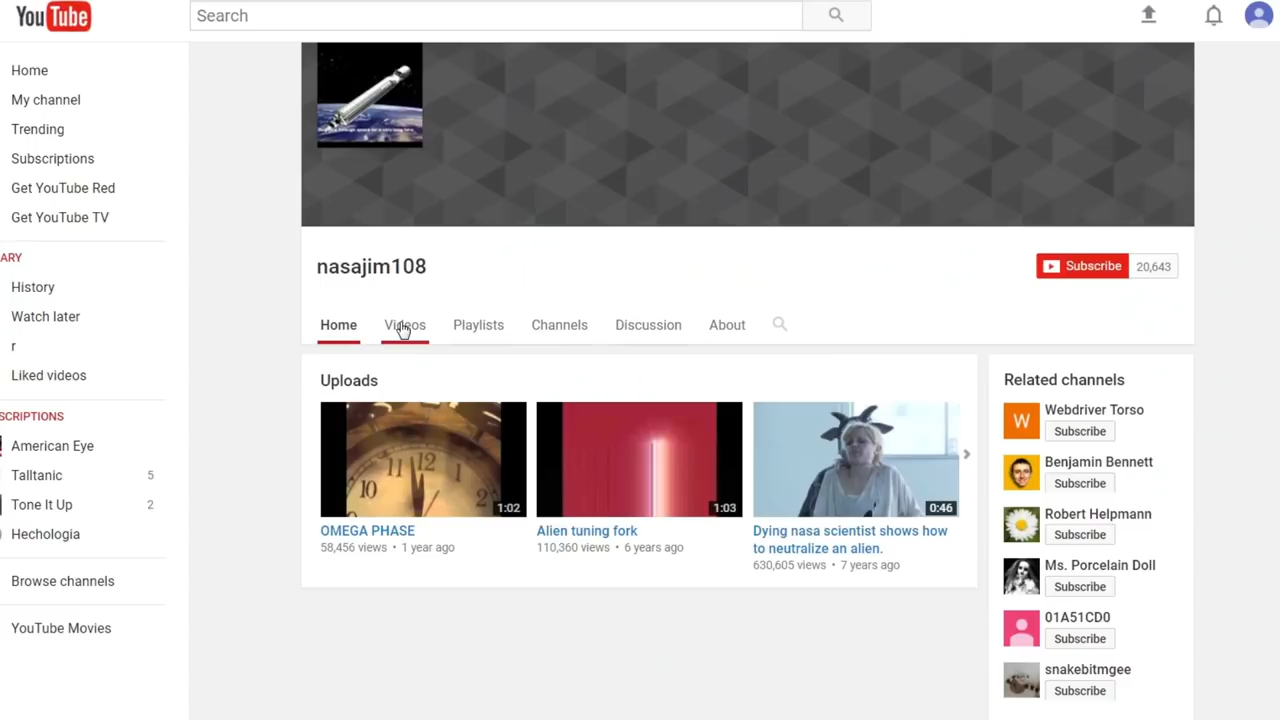 YouTube
Search
Home
My channel
Trending
Subscriptions
Get YouTube Red
Get YouTube TV
ARY
History
Watch later
r
Liked videos
SCRIPTIONS
American Eye
Talltanic 5
Tone It Up 2
Hechologia
Browse channels
YouTube Movies
nasajim108
Subscribe 20,643
Home Videos Playlists Channels Discussion About
Uploads
1:02
OMEGA PHASE
58,456 views • 1 year ago
1:03
Alien tuning fork
110,360 views • 6 years ago
0:46
Dying nasa scientist shows how
to neutralize an alien.
630,605 views • 7 years ago
Related channels
W
Webdriver Torso
Subscribe
Benjamin Bennett
Subscribe
Robert Helpmann
Subscribe
Ms. Porcelain Doll
Subscribe
01A51CD0
Subscribe
snakebitmgee
Subscribe